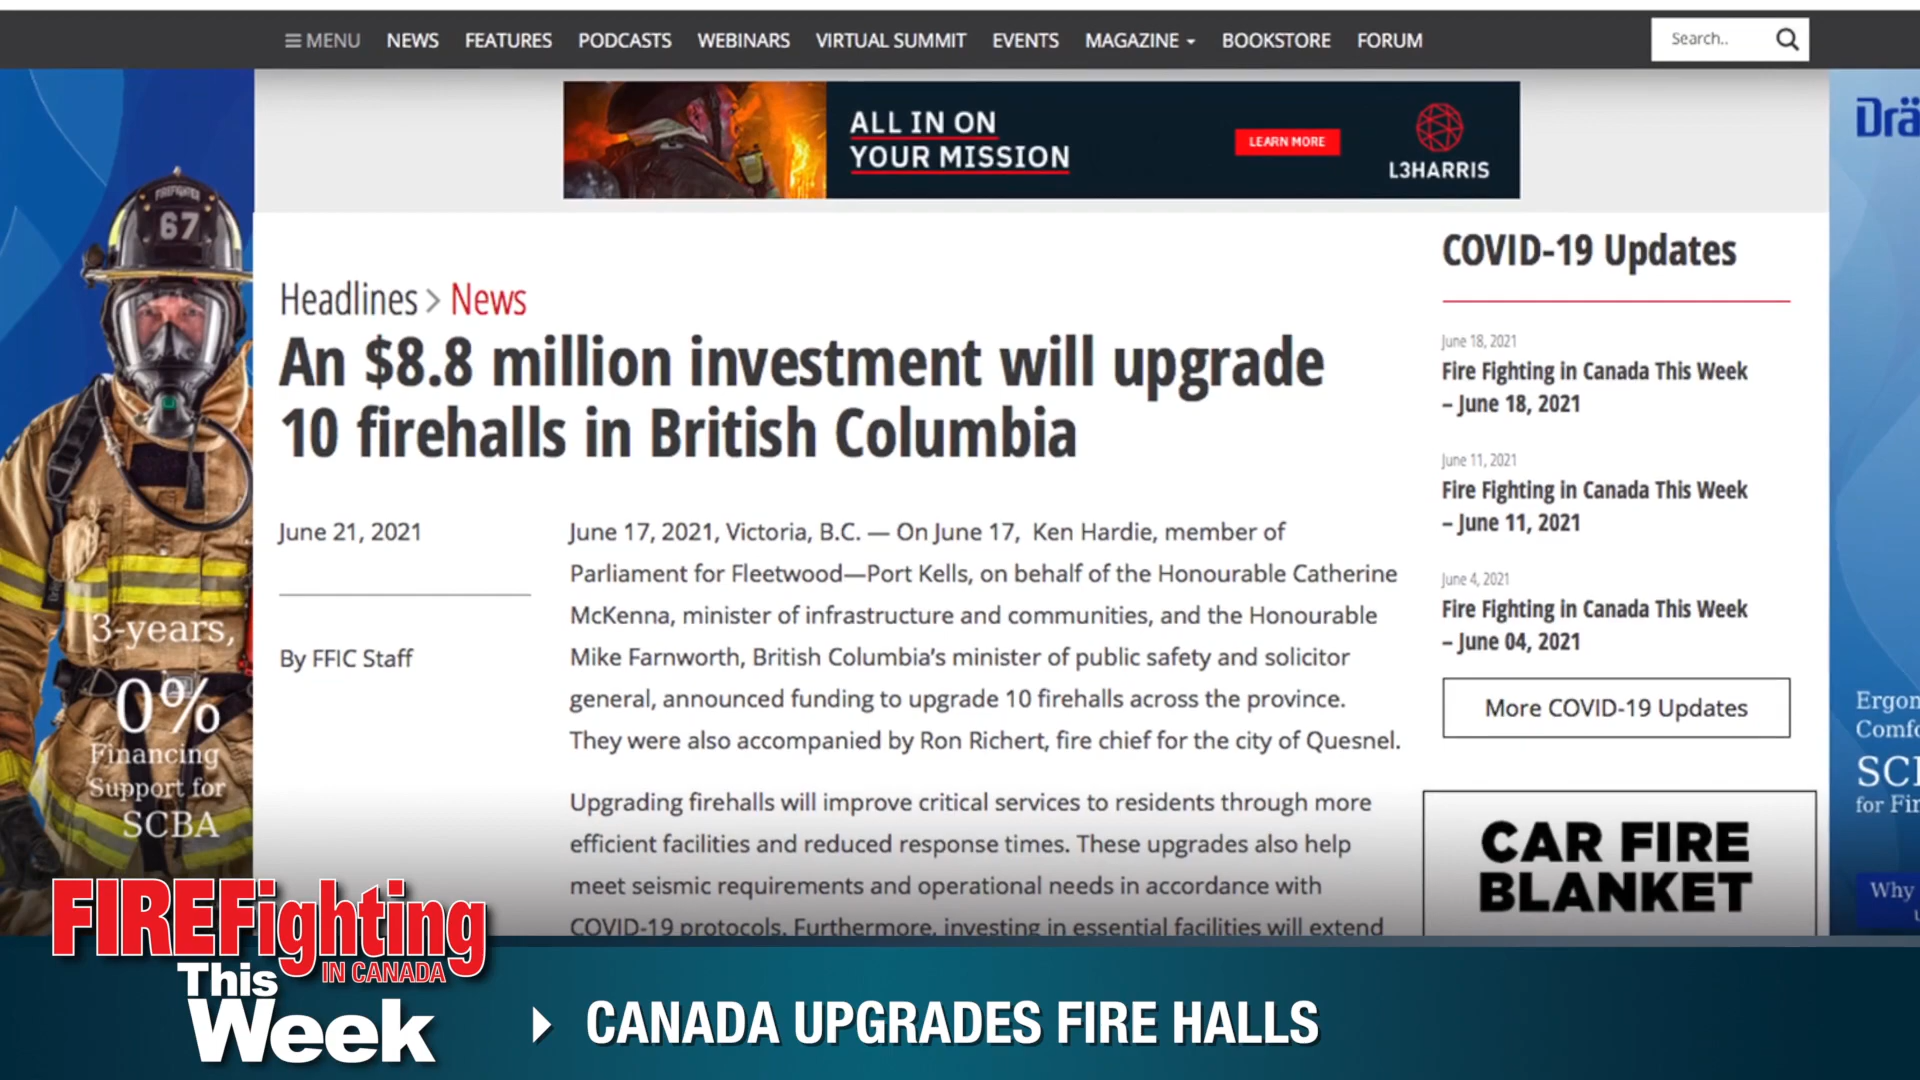 MENU NEWS FEATURES PODCASTS WEBINARS VIRTUAL SUMMIT EVENTS MAGAZINE BOOKSTORE FORUM Search..
ALL IN ON
YOUR MISSION
LEARN MORE
L3HARRIS
Drä
FIREFIGHTER
67
3-years,
0%
Financing
Support for
SCBA
Headlines > News
An $8.8 million investment will upgrade
10 firehalls in British Columbia
June 21, 2021
By FFIC Staff
June 17, 2021, Victoria, B.C. — On June 17, Ken Hardie, member of
Parliament for Fleetwood—Port Kells, on behalf of the Honourable Catherine
McKenna, minister of infrastructure and communities, and the Honourable
Mike Farnworth, British Columbia's minister of public safety and solicitor
general, announced funding to upgrade 10 firehalls across the province.
They were also accompanied by Ron Richert, fire chief for the city of Quesnel.
Upgrading firehalls will improve critical services to residents through more
efficient facilities and reduced response times. These upgrades also help
meet seismic requirements and operational needs in accordance with
COVID-19 protocols. Furthermore, investing in essential facilities will extend
COVID-19 Updates
June 18, 2021
Fire Fighting in Canada This Week
– June 18, 2021
June 11, 2021
Fire Fighting in Canada This Week
– June 11, 2021
June 4, 2021
Fire Fighting in Canada This Week
– June 04, 2021
More COVID-19 Updates
CAR FIRE
BLANKET
Ergon
Comfo
for Fir
Why
FIREFighting
IN CANADA
This
Week
CANADA UPGRADES FIRE HALLS